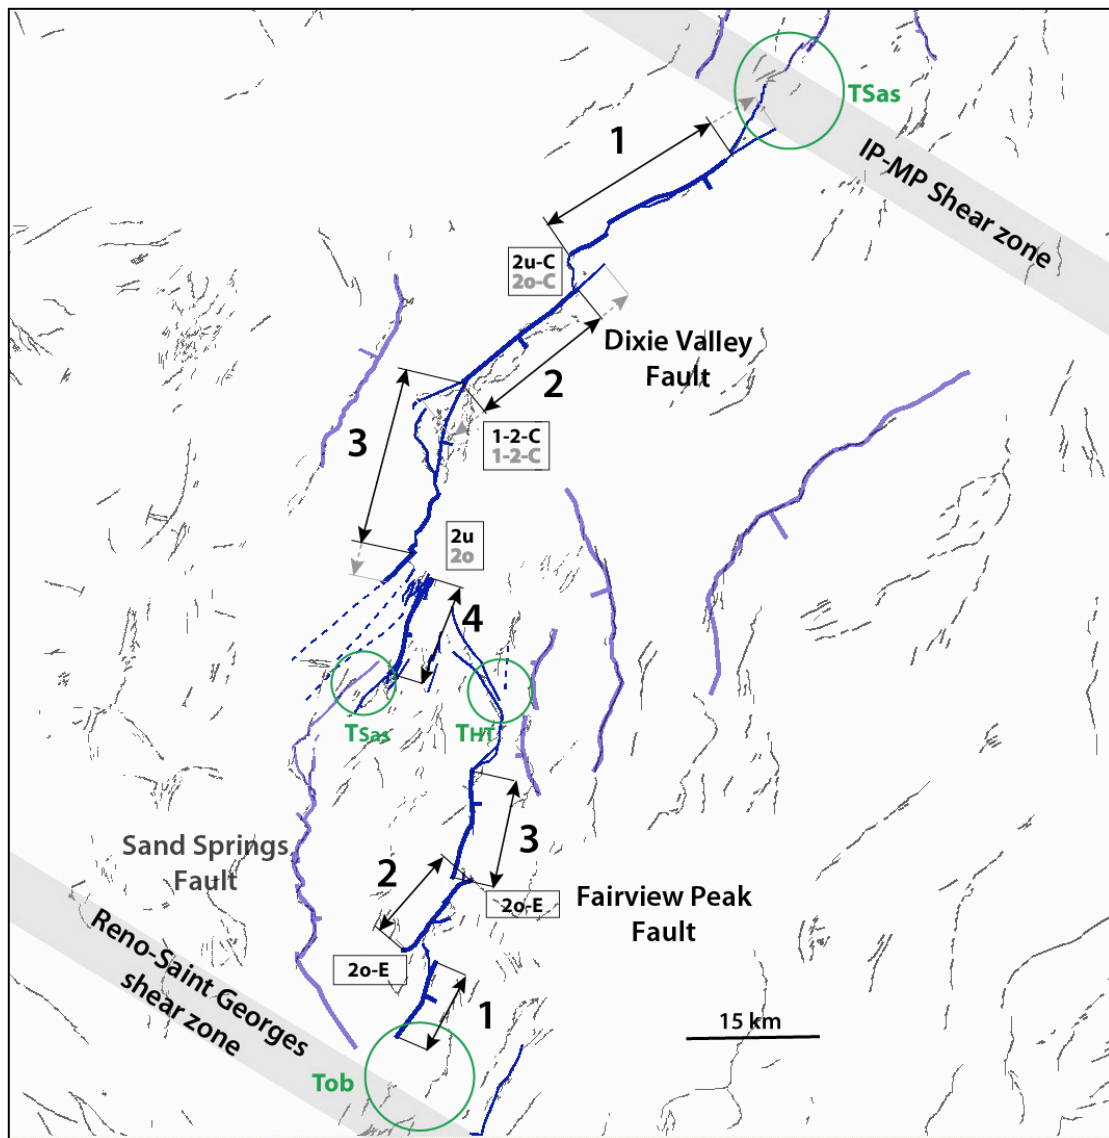 TSas
1
IP-MP Shear zone
2u-C
2o-C
Dixie Valley
Fault
2
3
1-2-C
1-2-C
2u
2o
4
TSas
THT
3
Sand Springs
Fault
2
2o-E
Fairview Peak
Fault
Reno-Saint Georges
shear zone
2o-E
1
15 km
Tob